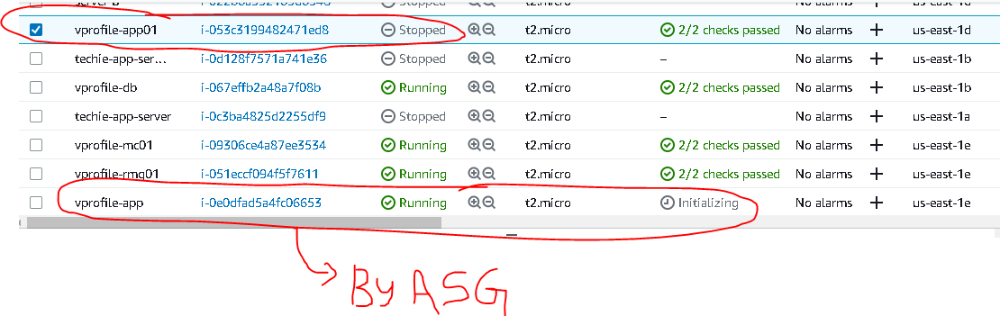 Stopped t2.micro No alarms + us-east-1d
vprofile-app01 i-053c3199482471ed8 Stopped t2.micro 2/2 checks passed No alarms + us-east-1d
techie-app-ser... i-0d128f7571a741e36 Stopped t2.micro – No alarms + us-east-1b
vprofile-db i-067effb2a48a7f08b Running t2.micro 2/2 checks passed No alarms + us-east-1b
techie-app-server i-0c3ba4825d2255df9 Stopped t2.micro – No alarms + us-east-1a
vprofile-mc01 i-09306ce4a87ee3534 Running t2.micro 2/2 checks passed No alarms + us-east-1e
vprofile-rmq01 i-051eccf094f5f7611 Running t2.micro 2/2 checks passed No alarms + us-east-1e
vprofile-app i-0e0dfad5a4fc06653 Running t2.micro Initializing No alarms + us-east-1e
By ASG